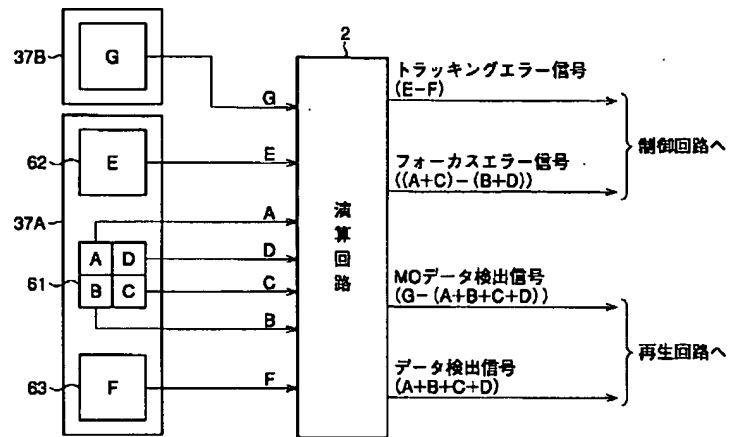 2
37B
G
G
62
E
E
37A
A
A D
D
61
B C
C
B
63
F
F
演算回路
トラッキングエラー信号
(E-F)
フォーカスエラー信号
((A+C)-(B+D))
制御回路へ
MOデータ検出信号
(G-(A+B+C+D))
データ検出信号
(A+B+C+D)
再生回路へ